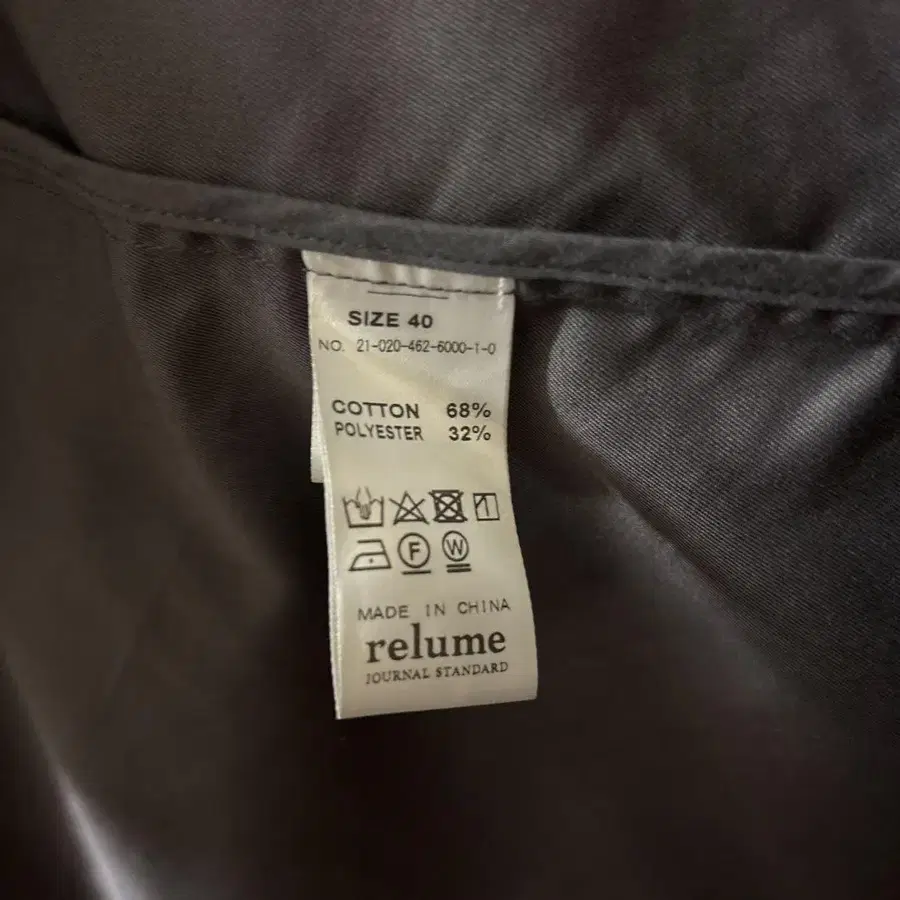 SIZE 40
NO. 21-020-462-6000-1-0
COTTON 68%
POLYESTER 32%
F W
MADE IN CHINA
relume
JOURNAL STANDARD